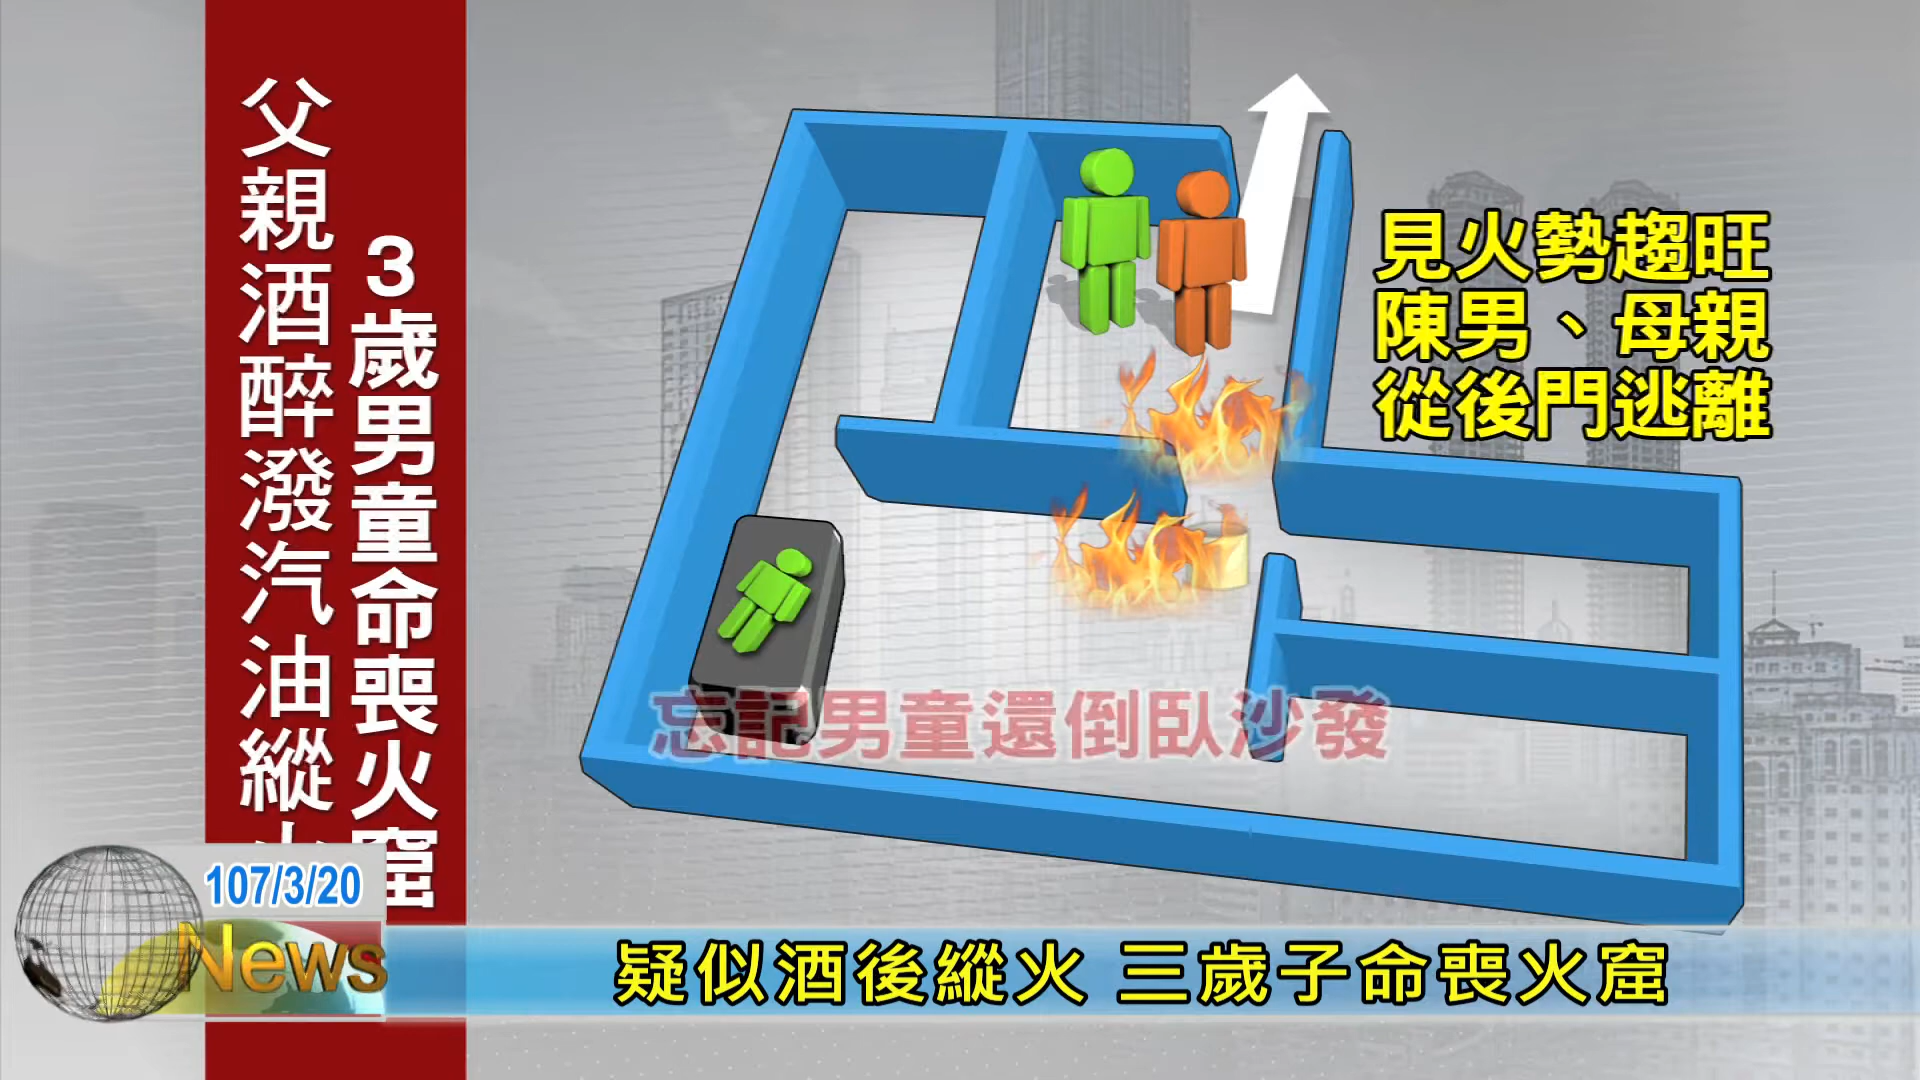 父親酒醉潑汽油縱火
3歲男童命喪火窟
見火勢趨旺
陳男、母親
從後門逃離
忘記男童還倒臥沙發
107/3/20
News
疑似酒後縱火 三歲子命喪火窟